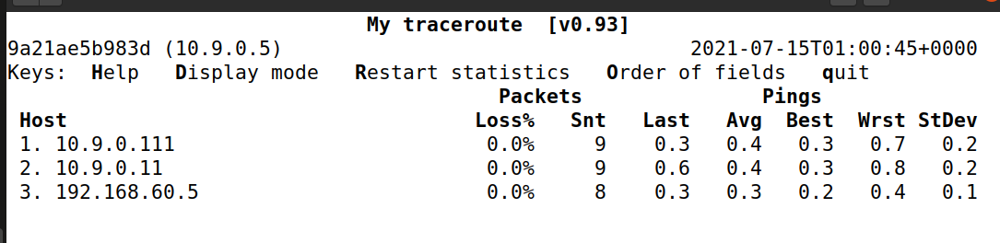 My traceroute  [v0.93]
9a21ae5b983d (10.9.0.5)                                  2021-07-15T01:00:45+0000
Keys:  Help   Display mode   Restart statistics   Order of fields   quit
                                         Packets               Pings
 Host                                  Loss%   Snt   Last   Avg  Best  Wrst StDev
 1. 10.9.0.111                          0.0%     9    0.3   0.4   0.3   0.7   0.2
 2. 10.9.0.11                           0.0%     9    0.6   0.4   0.3   0.8   0.2
 3. 192.168.60.5                        0.0%     8    0.3   0.3   0.2   0.4   0.1